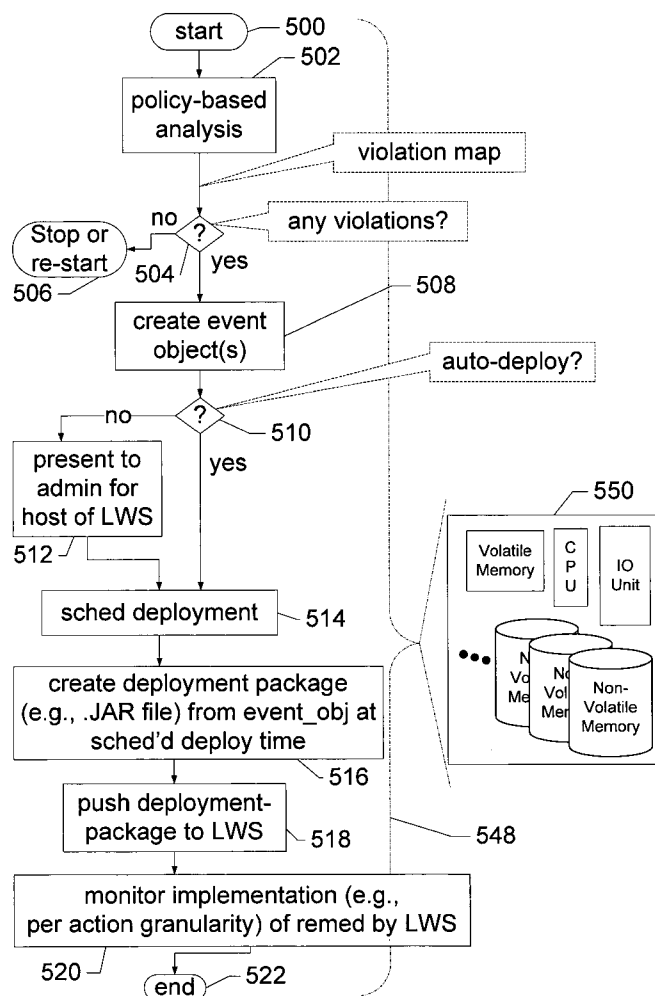 start
500
502
policy-based
analysis
violation map
no
?
any violations?
Stop or
re-start
504
yes
506
508
create event
object(s)
auto-deploy?
no
?
510
yes
present to
admin for
host of LWS
512
550
Volatile
Memory
C
P
U
IO
Unit
sched deployment
514
create deployment package
(e.g., .JAR file) from event_obj at
sched'd deploy time
516
Non-
Volatile
Memory
push deployment-
package to LWS
518
548
monitor implementation (e.g.,
per action granularity) of remed by LWS
520
522
end